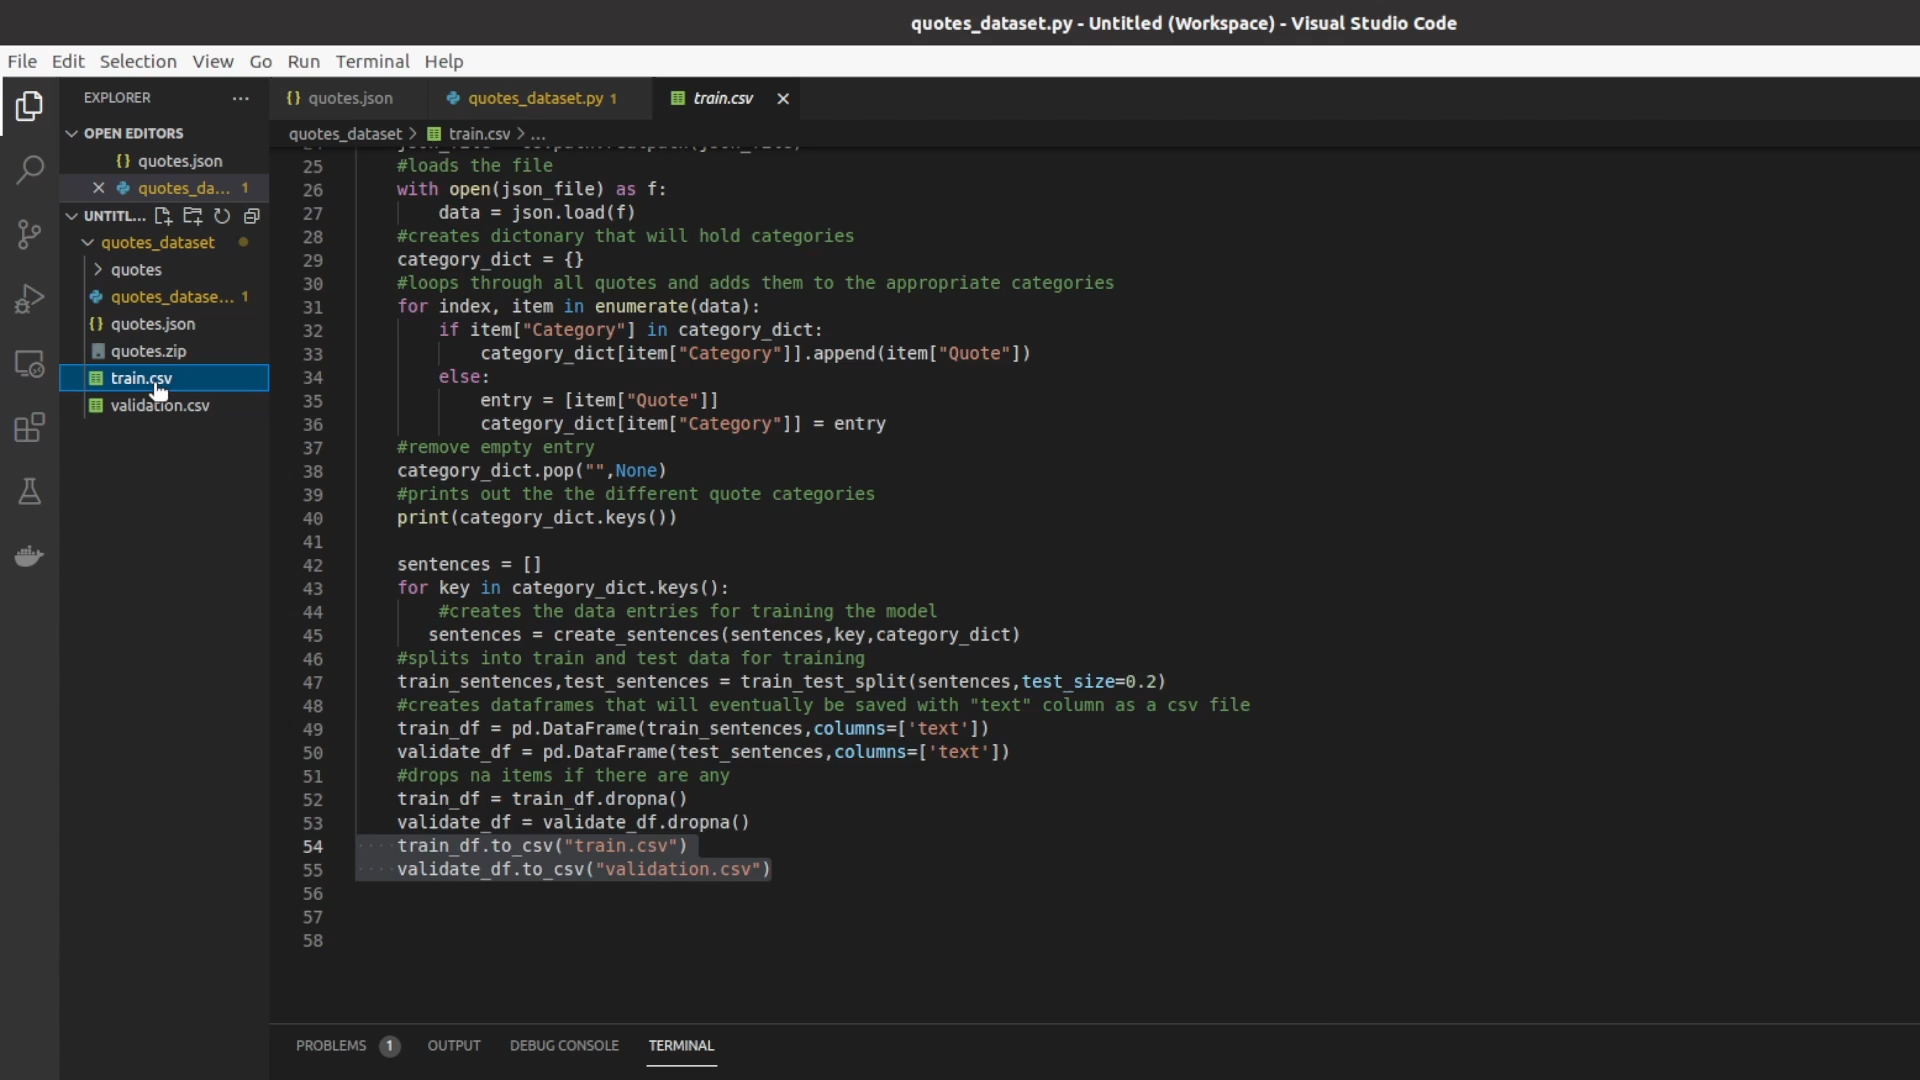 quotes_dataset.py - Untitled (Workspace) - Visual Studio Code
File Edit Selection View Go Run Terminal Help
EXPLORER ...
{} quotes.json
quotes_dataset.py 1
train.csv
OPEN EDITORS
{} quotes.json
quotes_da... 1
UNTITL...
quotes_dataset
quotes
quotes_datase... 1
{} quotes.json
quotes.zip
train.csv
validation.csv
quotes_dataset > train.csv > ...
25 #loads the file
26 with open(json_file) as f:
27 data = json.load(f)
28 #creates dictonary that will hold categories
29 category_dict = {}
30 #loops through all quotes and adds them to the appropriate categories
31 for index, item in enumerate(data):
32 if item["Category"] in category_dict:
33 category_dict[item["Category"]].append(item["Quote"])
34 else:
35 entry = [item["Quote"]]
36 category_dict[item["Category"]] = entry
37 #remove empty entry
38 category_dict.pop("",None)
39 #prints out the the different quote categories
40 print(category_dict.keys())
41
42 sentences = []
43 for key in category_dict.keys():
44 #creates the data entries for training the model
45 sentences = create_sentences(sentences,key,category_dict)
46 #splits into train and test data for training
47 train_sentences,test_sentences = train_test_split(sentences,test_size=0.2)
48 #creates dataframes that will eventually be saved with "text" column as a csv file
49 train_df = pd.DataFrame(train_sentences,columns=['text'])
50 validate_df = pd.DataFrame(test_sentences,columns=['text'])
51 #drops na items if there are any
52 train_df = train_df.dropna()
53 validate_df = validate_df.dropna()
54 train_df.to_csv("train.csv")
55 validate_df.to_csv("validation.csv")
56
57
58
PROBLEMS 1 OUTPUT DEBUG CONSOLE TERMINAL